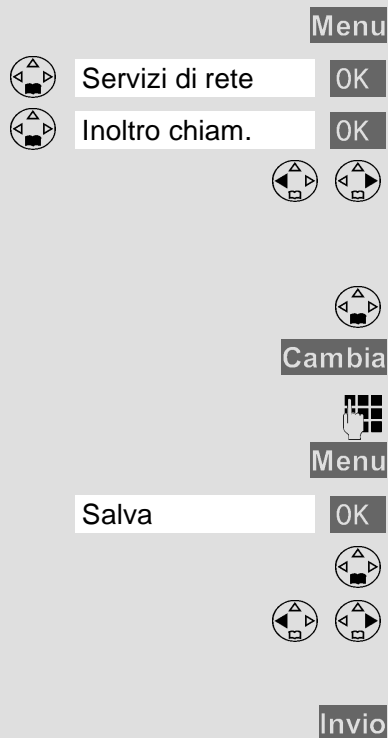 Menu
Servizi di rete OK
Inoltro chiam. OK
Cambia
Menu
Salva OK
Invio